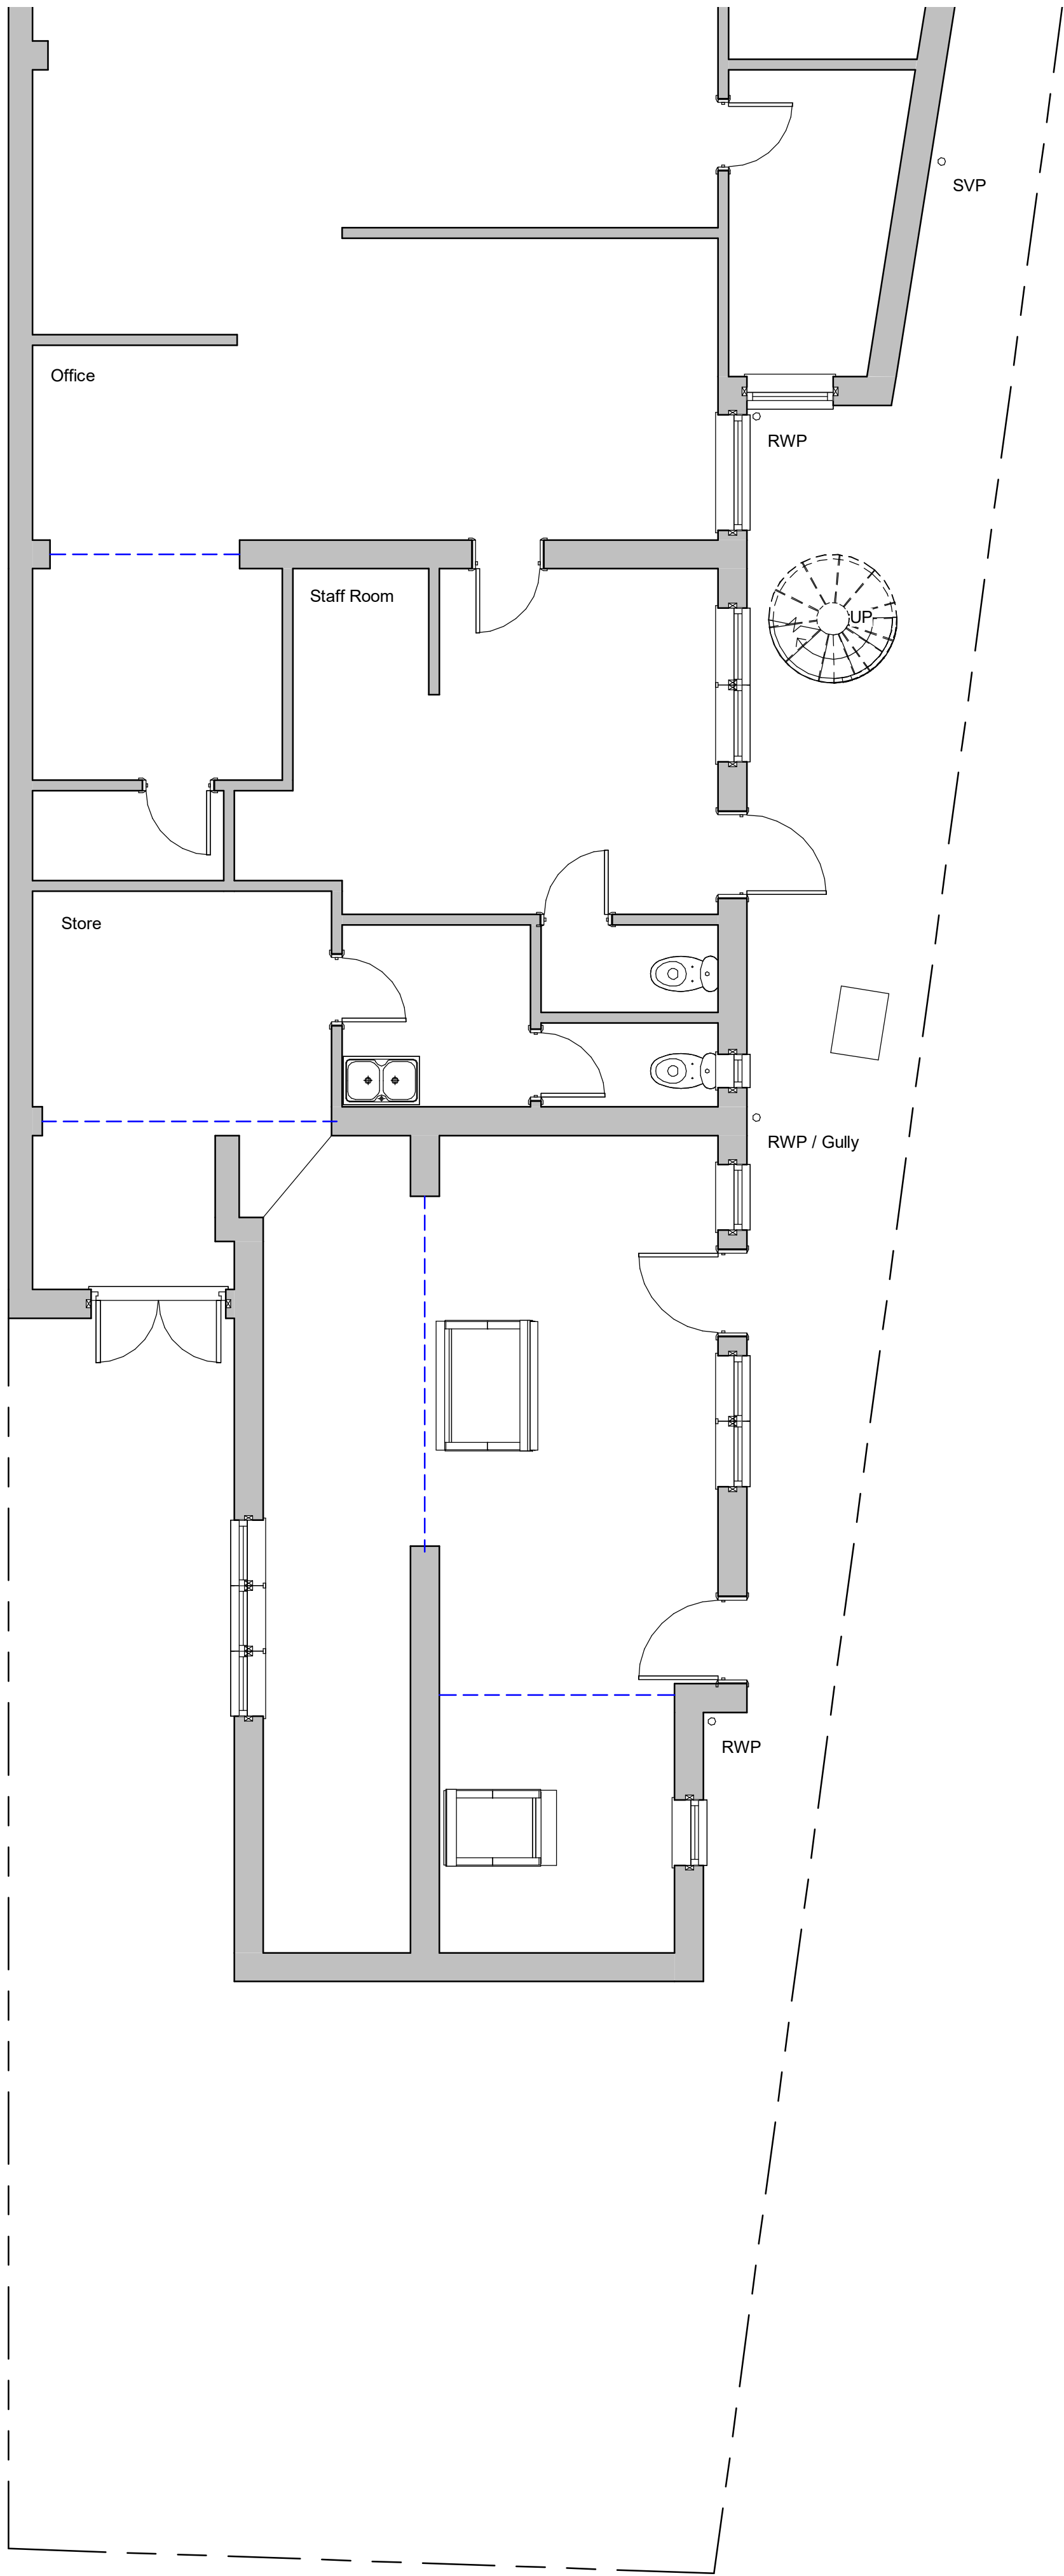 SVP
Office
RWP
Staff Room
UP
Store
RWP / Gully
RWP